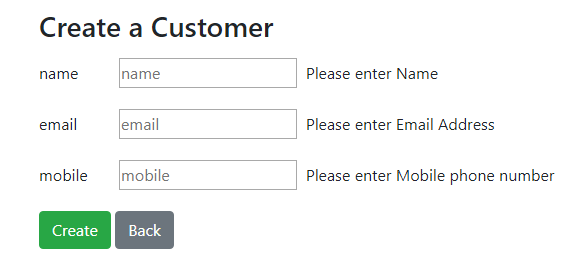 Create a Customer
name name Please enter Name
email email Please enter Email Address
mobile mobile Please enter Mobile phone number
Create Back